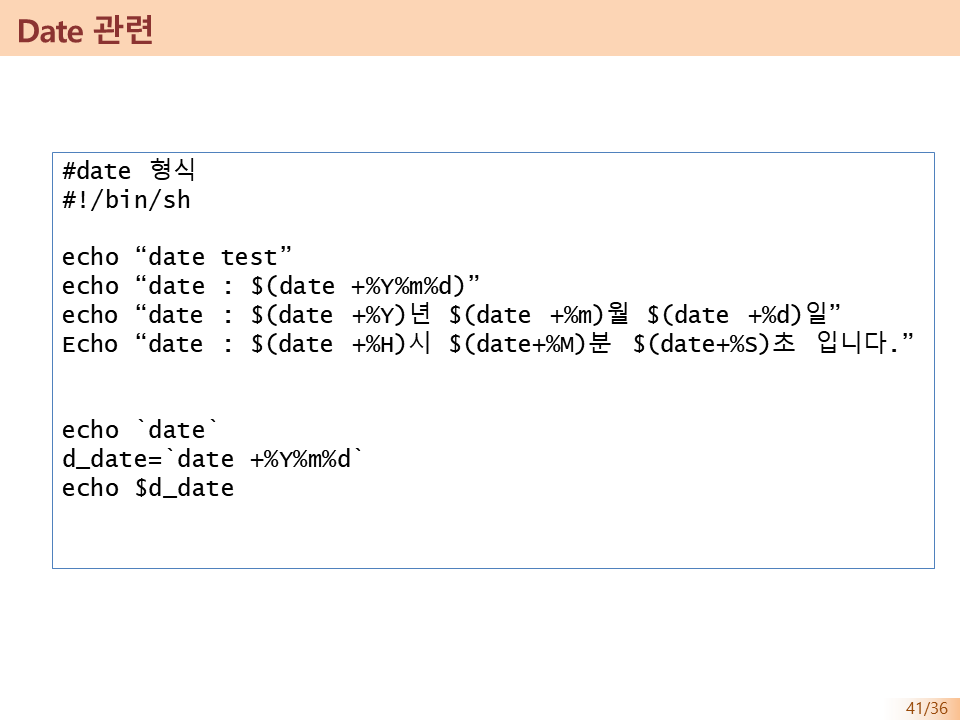 Date 관련
#date 형식
#!/bin/sh
echo “date test”
echo “date : $(date +%Y%m%d)”
echo “date : $(date +%Y)년 $(date +%m)월 $(date +%d)일”
Echo “date : $(date +%H)시 $(date+%M)분 $(date+%S)초 입니다.”
echo `date`
d_date=`date +%Y%m%d`
echo $d_date
41/36